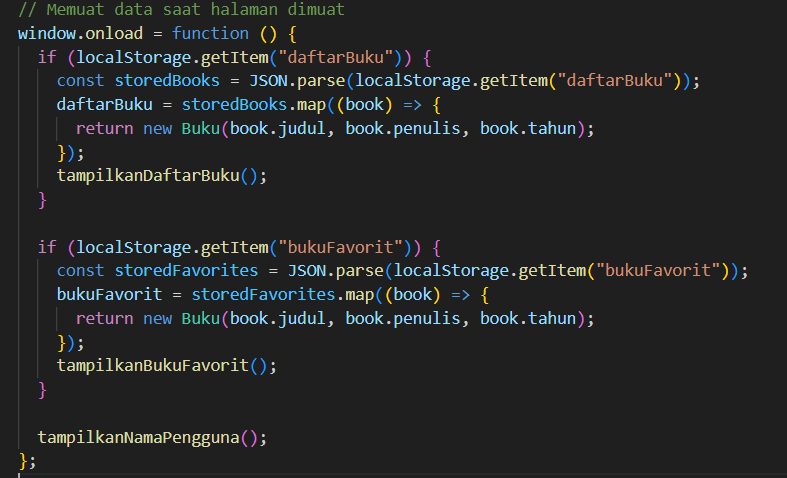 // Memuat data saat halaman dimuat
window.onload = function () {
  if (localStorage.getItem("daftarBuku")) {
    const storedBooks = JSON.parse(localStorage.getItem("daftarBuku"));
    daftarBuku = storedBooks.map((book) => {
      return new Buku(book.judul, book.penulis, book.tahun);
    });
    tampilkanDaftarBuku();
  }

  if (localStorage.getItem("bukuFavorit")) {
    const storedFavorites = JSON.parse(localStorage.getItem("bukuFavorit"));
    bukuFavorit = storedFavorites.map((book) => {
      return new Buku(book.judul, book.penulis, book.tahun);
    });
    tampilkanBukuFavorit();
  }

  tampilkanNamaPengguna();
};